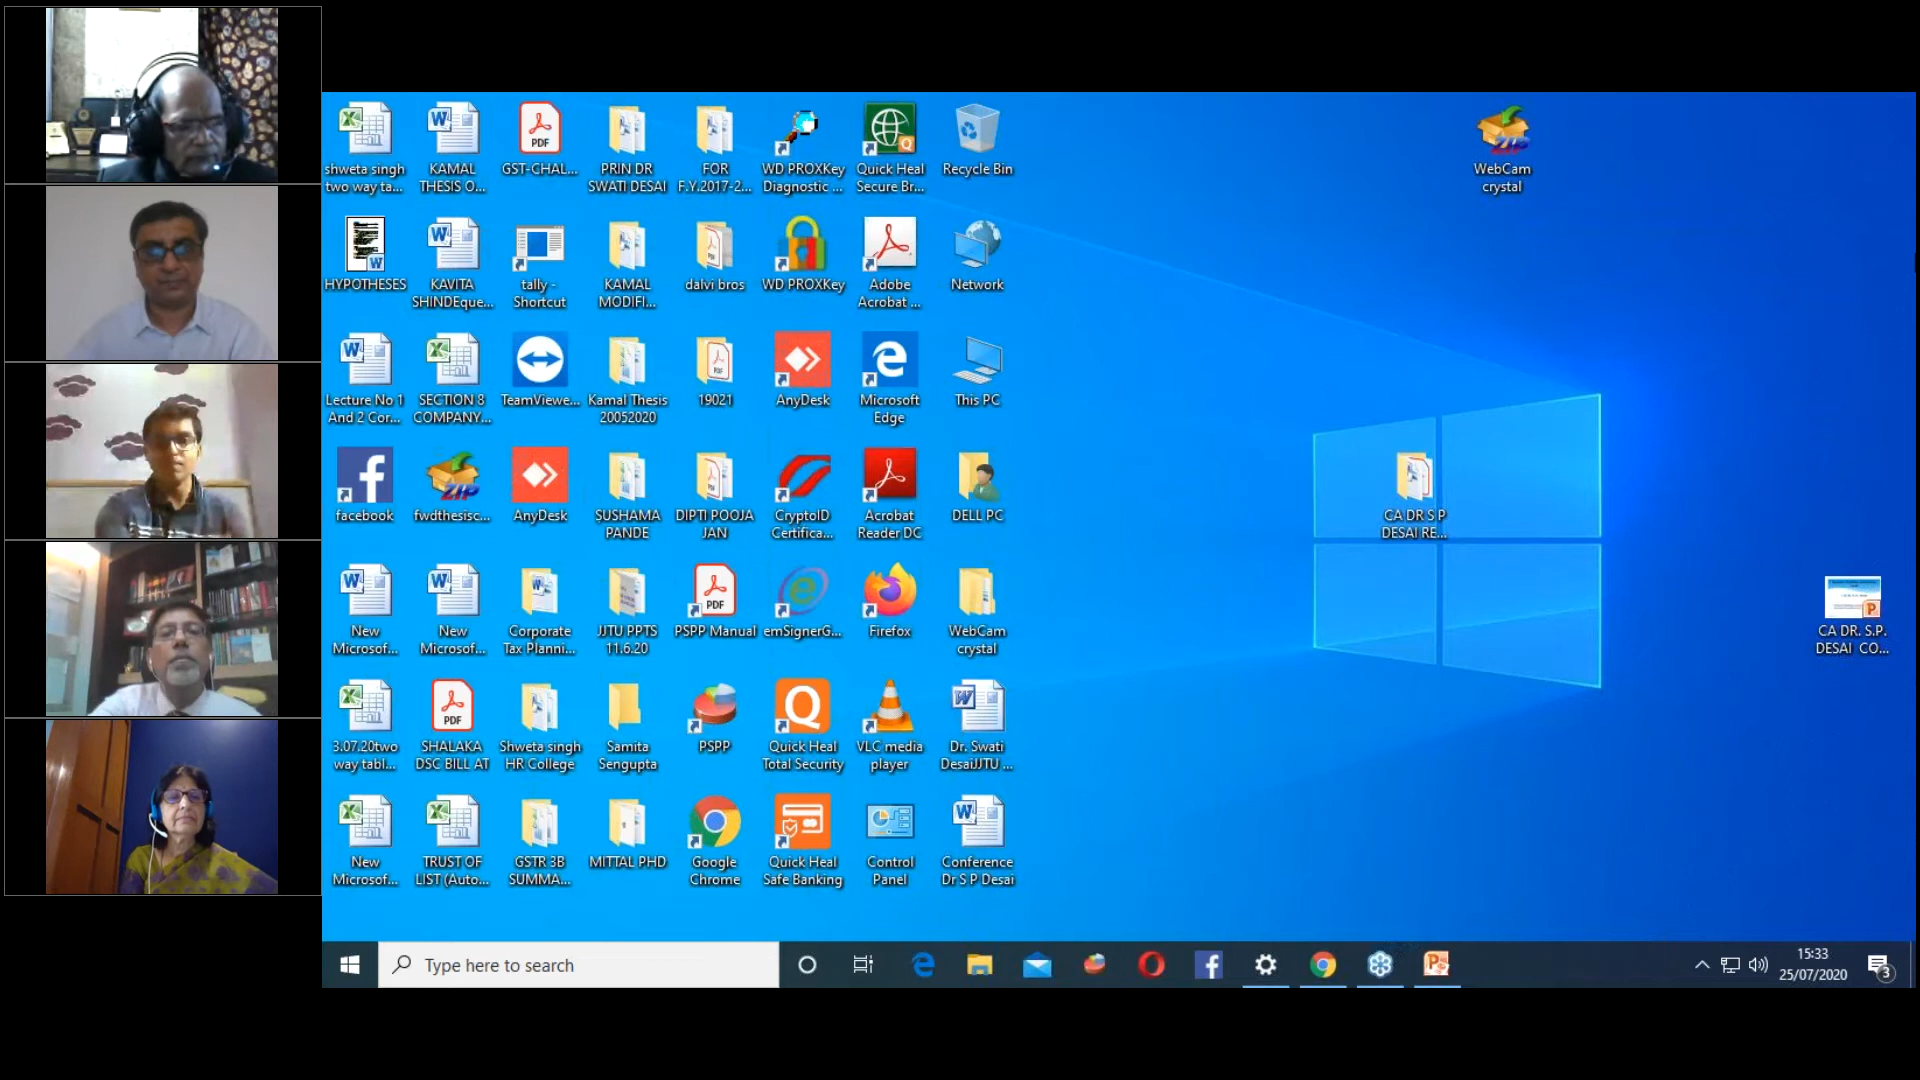 shweta singh
two way ta...
KAMAL
THESIS O...
GST-CHAL...
PRIN DR
SWATI DESAI
FOR
F.Y.2017-2...
WD PROXKey
Diagnostic ...
Quick Heal
Secure Br...
Recycle Bin
WebCam
crystal
HYPOTHESES
KAVITA
SHINDEque...
tally -
Shortcut
KAMAL
MODIFI...
dalvi bros
WD PROXKey
Adobe
Acrobat ...
Network
Lecture No 1
And 2 Cor...
SECTION 8
COMPANY...
TeamViewe...
Kamal Thesis
20052020
19021
AnyDesk
Microsoft
Edge
This PC
facebook
fwdthesisc...
AnyDesk
SUSHAMA
PANDE
DIPTI POOJA
JAN
CryptoID
Certifica...
Acrobat
Reader DC
DELL PC
CA DR S P
DESAI RE...
New
Microsof...
New
Microsof...
Corporate
Tax Planni...
JJTU PPTS
11.6.20
PSPP Manual
emSignerG...
Firefox
WebCam
crystal
CA DR. S.P.
DESAI CO...
3.07.20two
way tabl...
SHALAKA
DSC BILL AT
Shweta singh
HR College
Samita
Sengupta
PSPP
Quick Heal
Total Security
VLC media
player
Dr. Swati
DesaiJJTU ...
New
Microsof...
TRUST OF
LIST (Auto...
GSTR 3B
SUMMA...
MITTAL PHD
Google
Chrome
Quick Heal
Safe Banking
Control
Panel
Conference
Dr S P Desai
Type here to search
15:33
25/07/2020
3